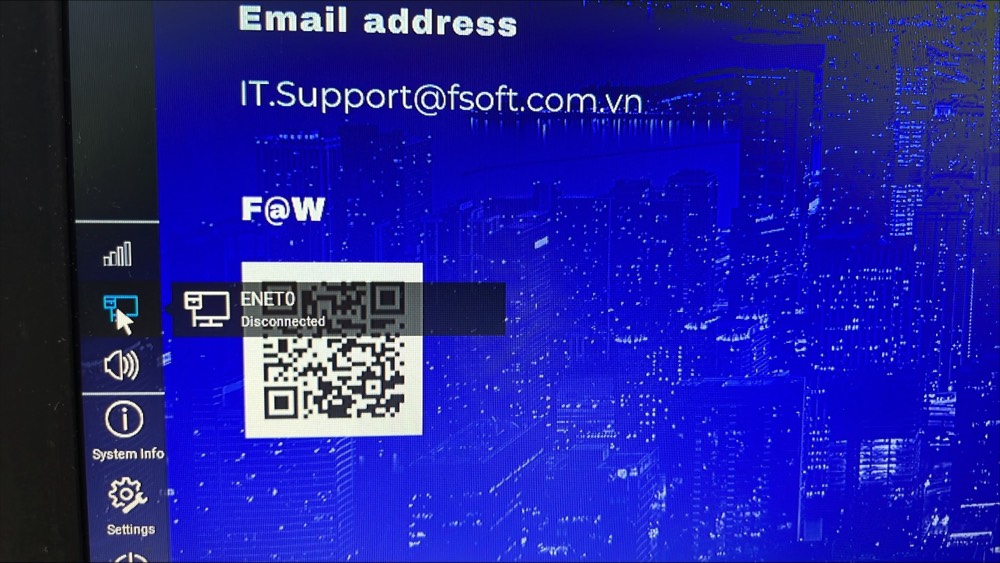 Email address
IT.Support@fsoft.com.vn
F@W
ENET0
Disconnected
System Info
Settings